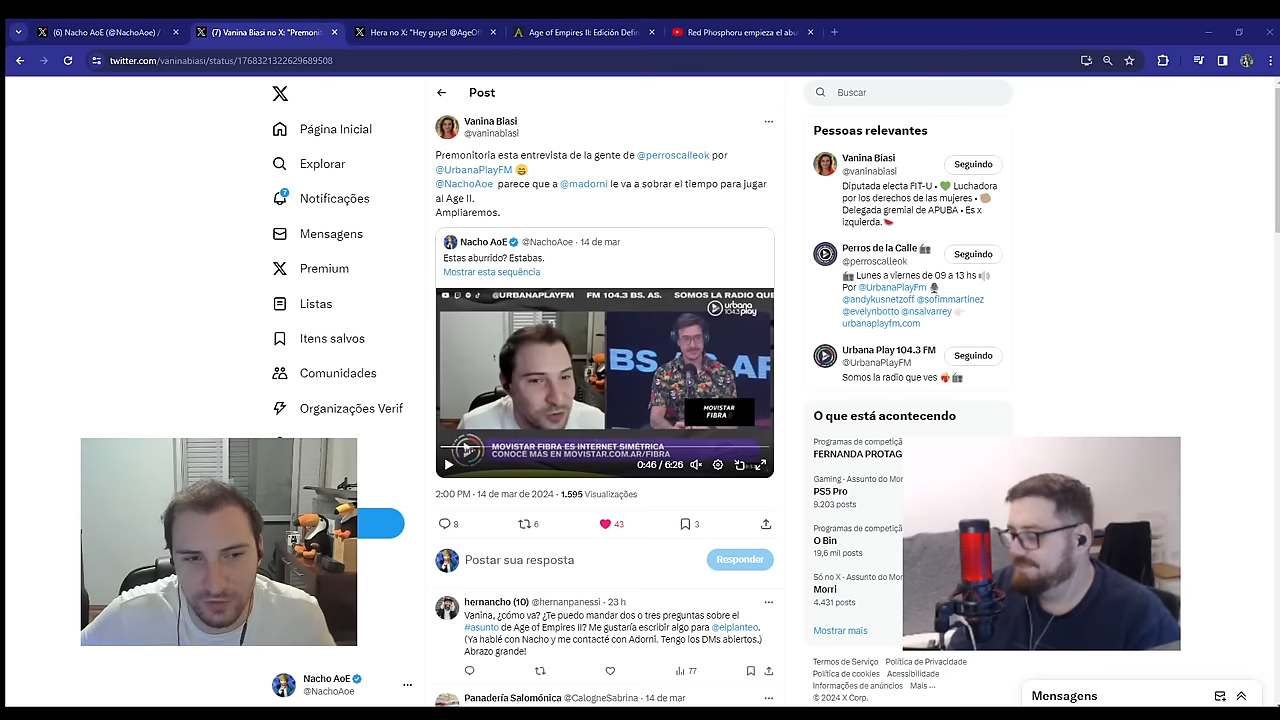 (6) Nacho AoE (@NachoAoe) /
(7) Vanina Biasi no X: "Premonit
Hera no X: "Hey guys! @AgeOf
Age of Empires II: Edición Defin
Red Phosphoru empieza el abu
twitter.com/vaninabiasi/status/1768321322629689508
Página Inicial
Explorar
7
Notificações
Mensagens
Premium
Listas
Itens salvos
Comunidades
Organizações Verif
Nacho AoE
@NachoAoe
Post
Vanina Biasi
@vaninabiasi
Premonitoria esta entrevista de la gente de @perroscalleok por
@UrbanaPlayFM 😄
@NachoAoe parece que a @madorni le va a sobrar el tiempo para jugar
al Age II.
Ampliaremos.
Nacho AoE @NachoAoe · 14 de mar
Estas aburrido? Estabas.
Mostrar esta sequência
@URBANAPLAYFM FM 104.3 BS. AS. SOMOS LA RADIO QUE
urbana
104.3 play
BS. AS. AF
MOVISTAR
FIBRA
MOVISTAR FIBRA ES INTERNET SIMÉTRICA
CONOCE MÁS EN MOVISTAR.COM.AR/FIBRA
0:46 / 6:26
2:00 PM · 14 de mar de 2024 · 1.595 Visualizações
8 6 43 3
Postar sua resposta
Responder
hernancho (10) @hernanpanessi · 23 h
Vanina, ¿cómo va? ¿Te puedo mandar dos o tres preguntas sobre el
#asunto de Age of Empires II? Me gustaría escribir algo para @elplanteo.
(Ya hablé con Nacho y me contacté con Adorni. Tengo los DMs abiertos.)
Abrazo grande!
77
Panadería Salomónica @CalogneSabrina · 14 de mar
Buscar
Pessoas relevantes
Vanina Biasi
@vaninabiasi
Seguindo
Diputada electa FIT-U • 💚 Luchadora
por los derechos de las mujeres • ✊🏽
Delegada gremial de APUBA • Es x
izquierda.🍉
Perros de la Calle 📻
@perroscalleok
Seguindo
📻 Lunes a viernes de 09 a 13 hs 🔊
Por @UrbanaPlayFm 🎙
@andykusnetzoff @sofimmartinez
@evelynbotto @nsalvarrey 👉🏻
urbanaplayfm.com
Urbana Play 104.3 FM
@UrbanaPlayFM
Seguindo
Somos la radio que ves ❤️‍🔥📻
O que está acontecendo
Programas de competiçã
FERNANDA PROTAG
Gaming · Assunto do Mor
PS5 Pro
9.203 posts
Programas de competiçã
O Bin
19,6 mil posts
Só no X · Assunto do Mor
Morri
4.431 posts
Mostrar mais
Termos de Serviço Política de Privacidade
Política de cookies Acessibilidade
Informações de anúncios Mais ...
© 2024 X Corp.
Mensagens